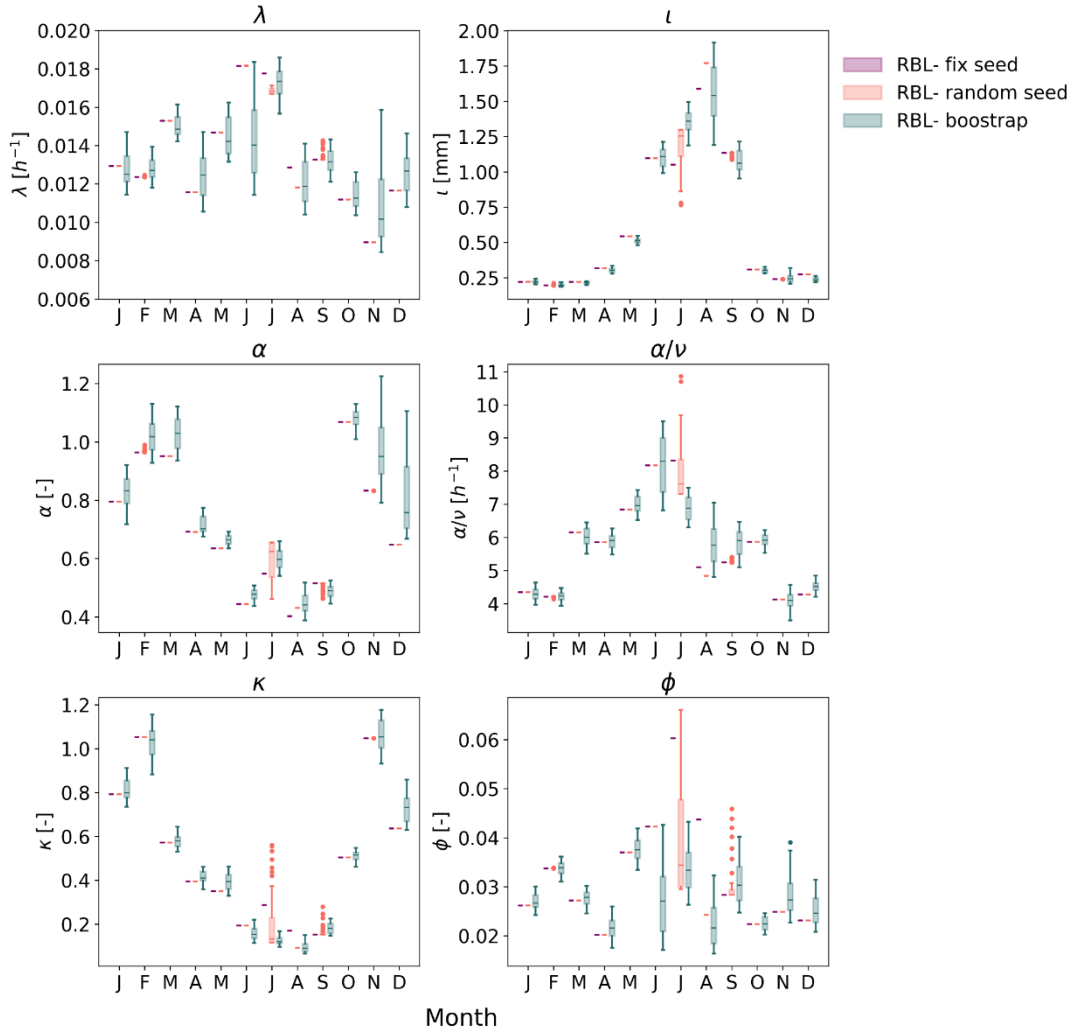 λ
ι
RBL- fix seed
RBL- random seed
RBL- boostrap
λ [h⁻¹]
0.020
0.018
0.016
0.014
0.012
0.010
0.008
0.006
J F M A M J J A S O N D
ι [mm]
2.00
1.75
1.50
1.25
1.00
0.75
0.50
0.25
J F M A M J J A S O N D
α
α/ν
α [-]
1.2
1.0
0.8
0.6
0.4
J F M A M J J A S O N D
α/ν [h⁻¹]
11
10
9
8
7
6
5
4
J F M A M J J A S O N D
κ
ϕ
κ [-]
1.2
1.0
0.8
0.6
0.4
0.2
J F M A M J J A S O N D
ϕ [-]
0.06
0.05
0.04
0.03
0.02
J F M A M J J A S O N D
Month